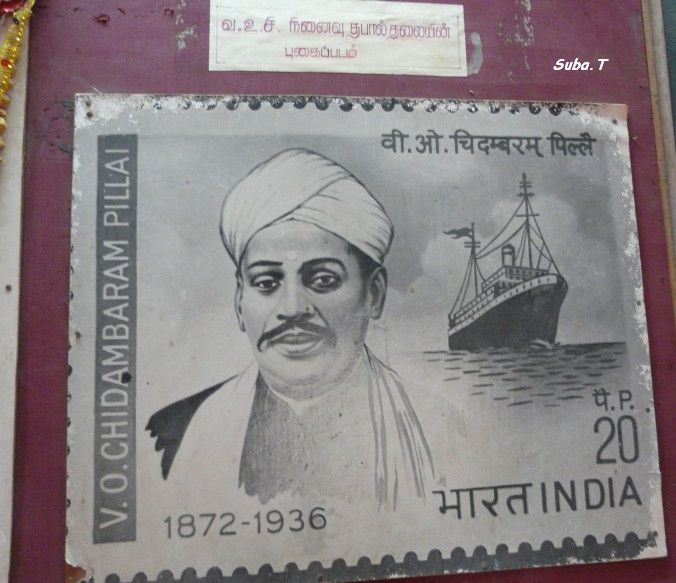 வ.உ.சி. நினைவு தபால்தலையின்
புகைப்படம்
Suba.T
वी.ओ.चिदम्बरम् पिल्लै
V.O.CHIDAMBARAM PILLAI
पै.P.
20
1872-1936
भारत INDIA